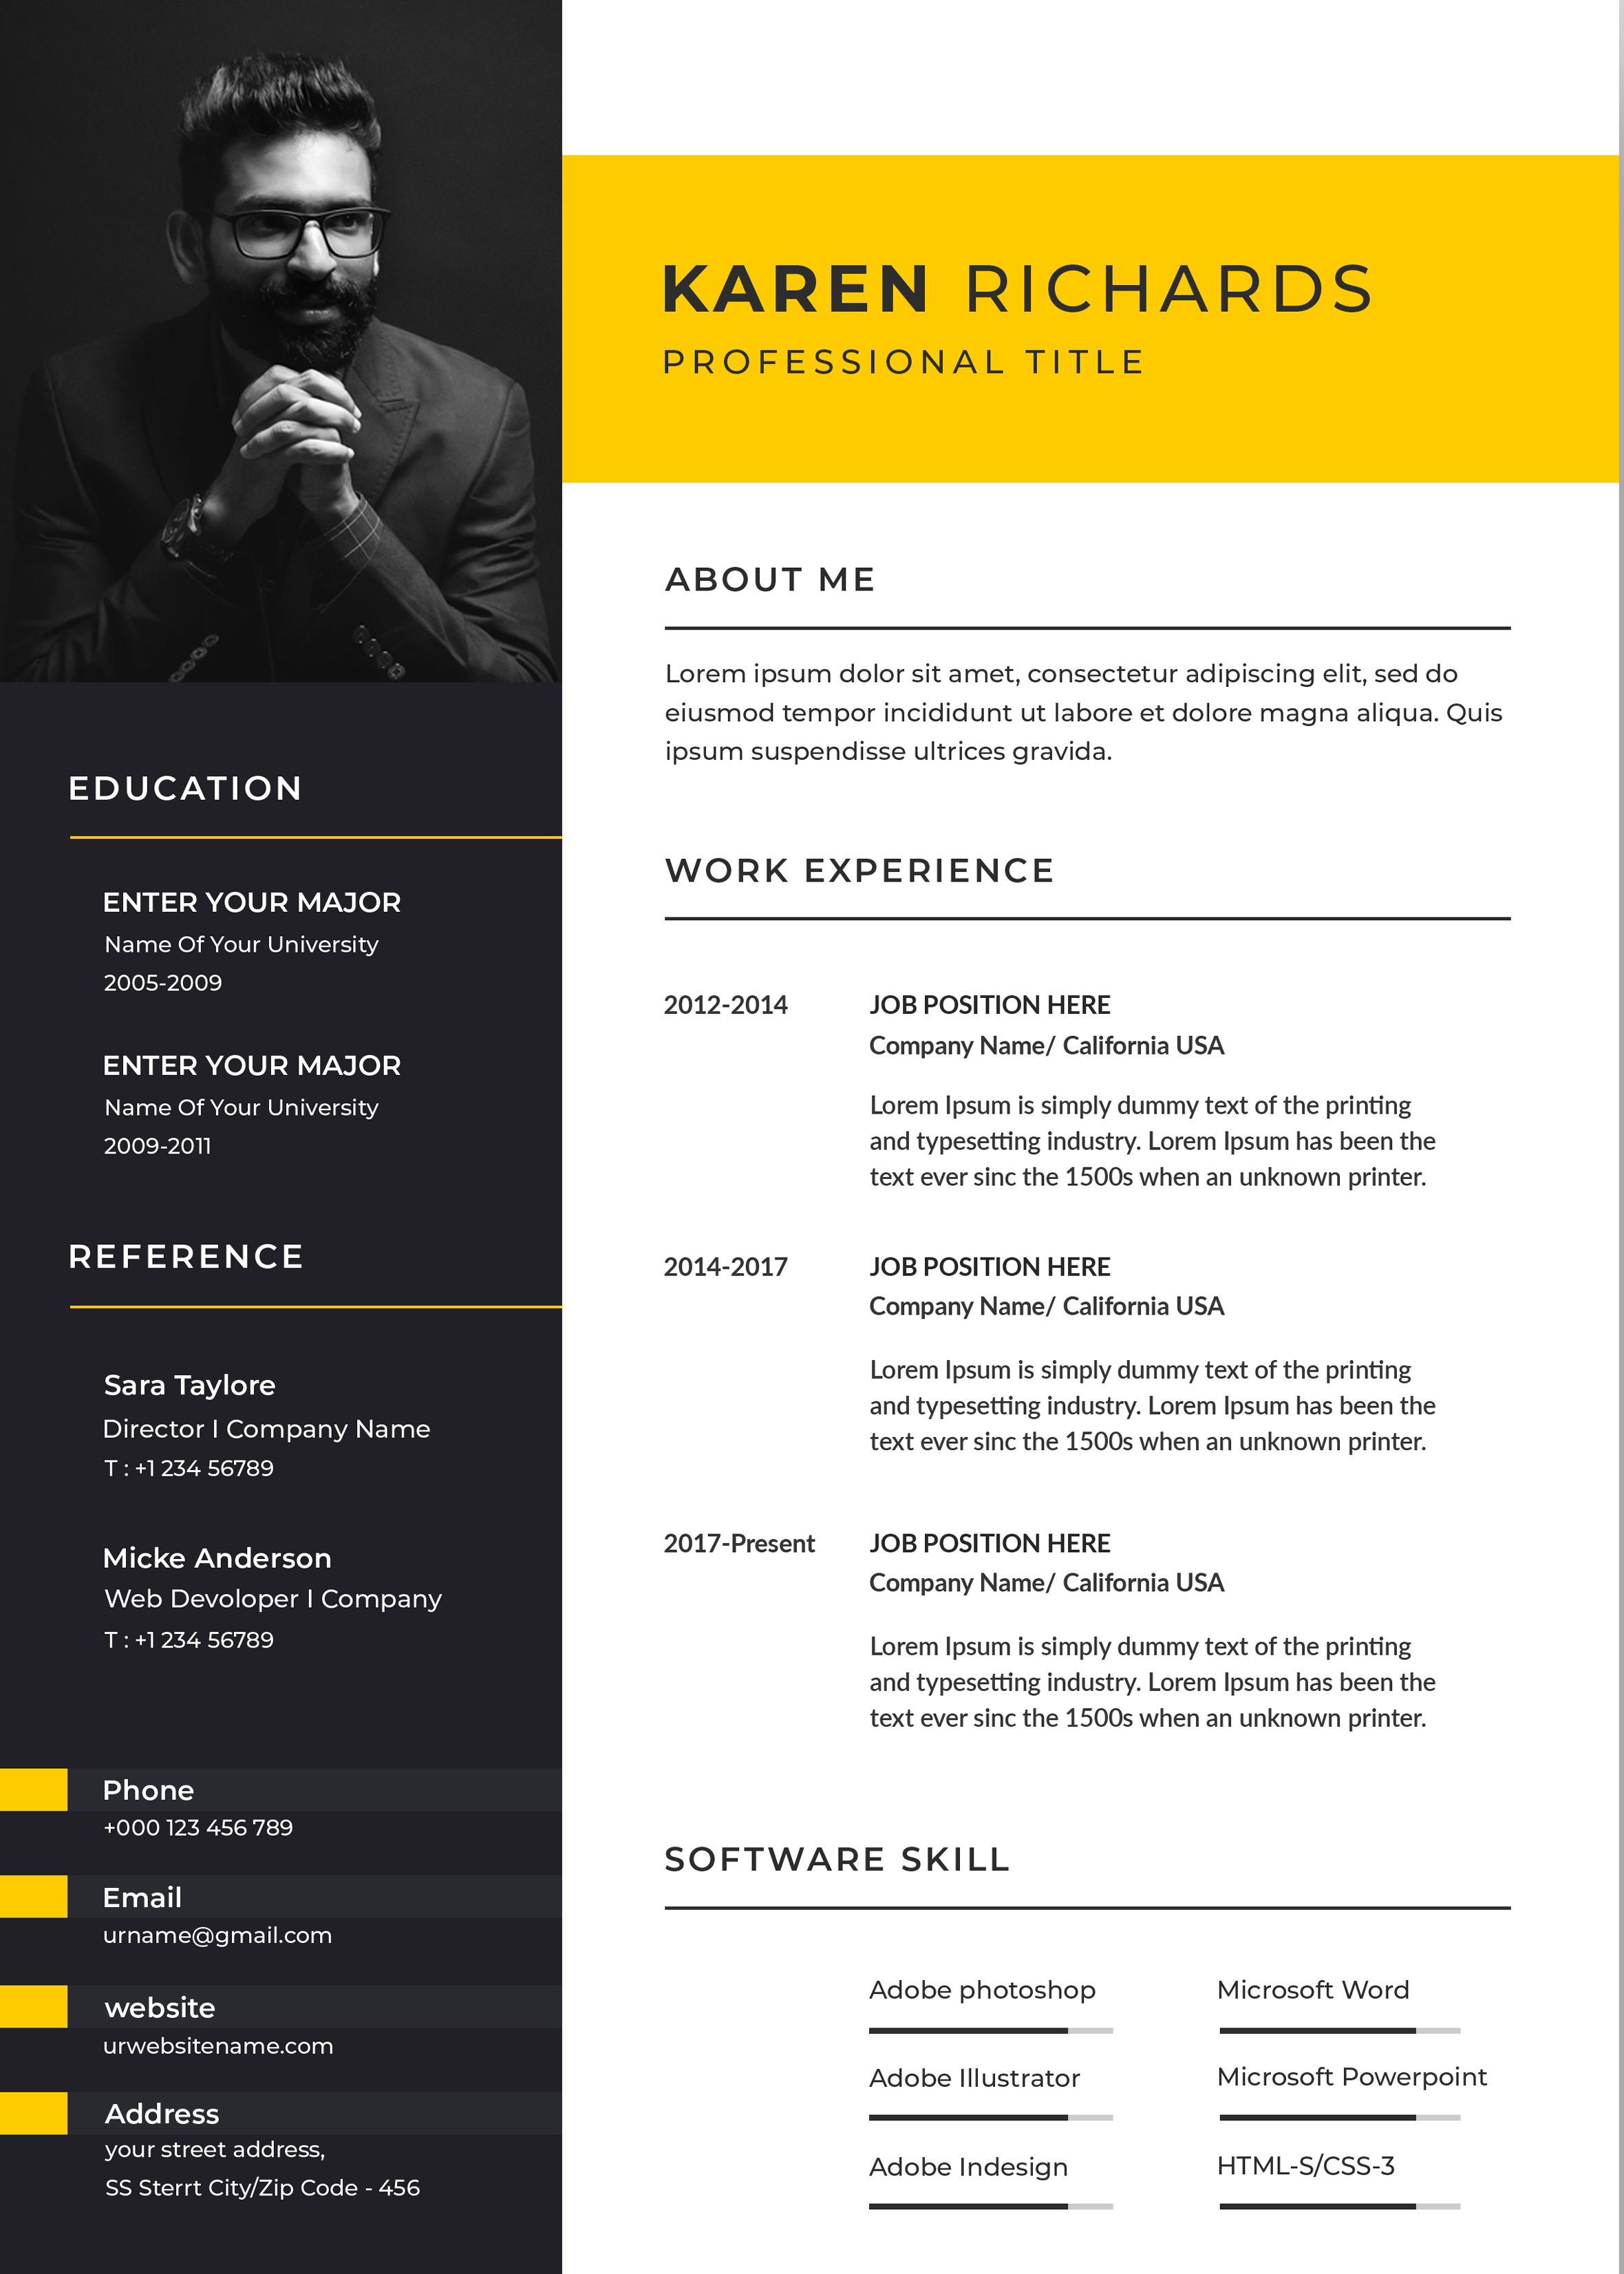 KAREN RICHARDS
PROFESSIONAL TITLE
EDUCATION
ENTER YOUR MAJOR
Name Of Your University
2005-2009
ENTER YOUR MAJOR
Name Of Your University
2009-2011
REFERENCE
Sara Taylore
Director I Company Name
T : +1 234 56789
Micke Anderson
Web Devoloper I Company
T : +1 234 56789
Phone
+000 123 456 789
Email
urname@gmail.com
website
urwebsitename.com
Address
your street address,
SS Sterrt City/Zip Code - 456
ABOUT ME
Lorem ipsum dolor sit amet, consectetur adipiscing elit, sed do
eiusmod tempor incididunt ut labore et dolore magna aliqua. Quis
ipsum suspendisse ultrices gravida.
WORK EXPERIENCE
2012-2014 JOB POSITION HERE
Company Name/ California USA
Lorem Ipsum is simply dummy text of the printing
and typesetting industry. Lorem Ipsum has been the
text ever sinc the 1500s when an unknown printer.
2014-2017 JOB POSITION HERE
Company Name/ California USA
Lorem Ipsum is simply dummy text of the printing
and typesetting industry. Lorem Ipsum has been the
text ever sinc the 1500s when an unknown printer.
2017-Present JOB POSITION HERE
Company Name/ California USA
Lorem Ipsum is simply dummy text of the printing
and typesetting industry. Lorem Ipsum has been the
text ever sinc the 1500s when an unknown printer.
SOFTWARE SKILL
Adobe photoshop Microsoft Word
Adobe Illustrator Microsoft Powerpoint
Adobe Indesign HTML-S/CSS-3